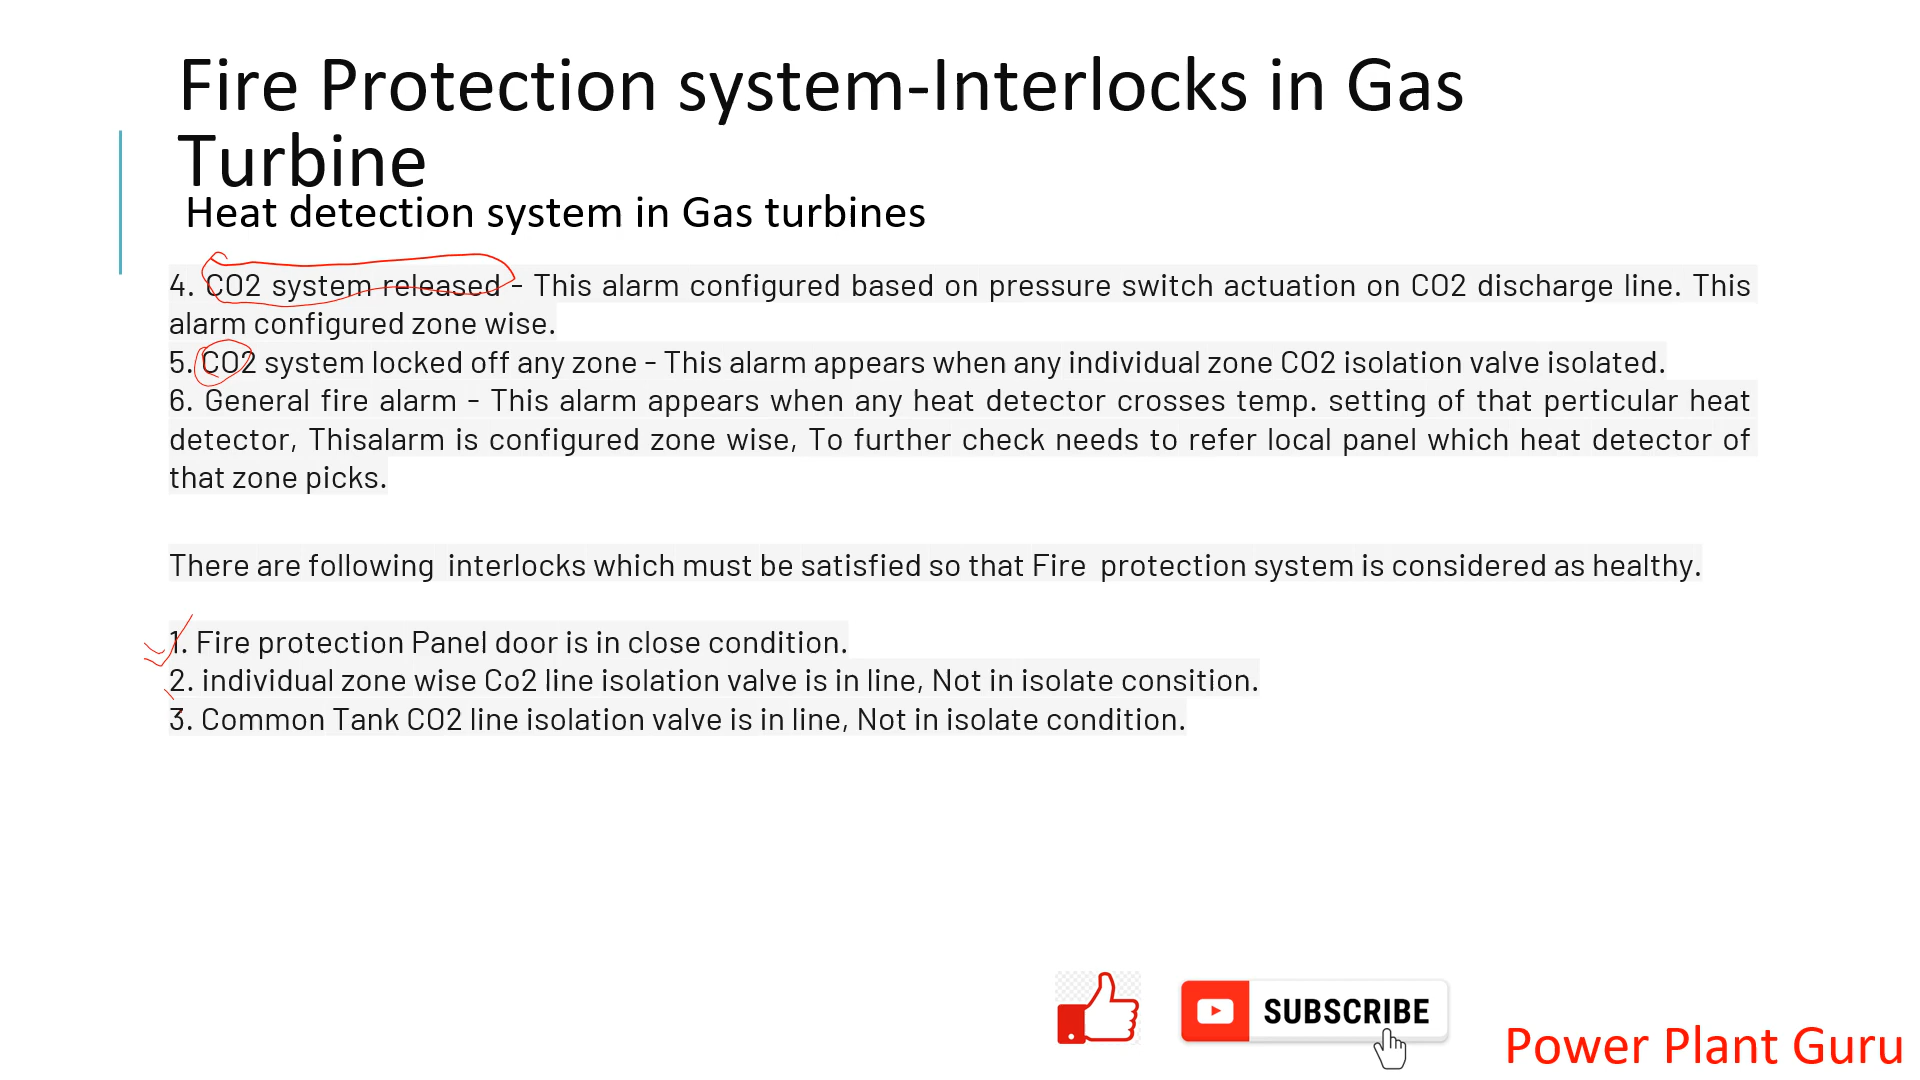 Fire Protection system-Interlocks in Gas
Turbine
Heat detection system in Gas turbines
4. CO2 system released - This alarm configured based on pressure switch actuation on CO2 discharge line. This
alarm configured zone wise.
5. CO2 system locked off any zone - This alarm appears when any individual zone CO2 isolation valve isolated.
6. General fire alarm - This alarm appears when any heat detector crosses temp. setting of that perticular heat
detector, Thisalarm is configured zone wise, To further check needs to refer local panel which heat detector of
that zone picks.
There are following interlocks which must be satisfied so that Fire protection system is considered as healthy.
1. Fire protection Panel door is in close condition.
2. individual zone wise Co2 line isolation valve is in line, Not in isolate consition.
3. Common Tank CO2 line isolation valve is in line, Not in isolate condition.
SUBSCRIBE
Power Plant Guru